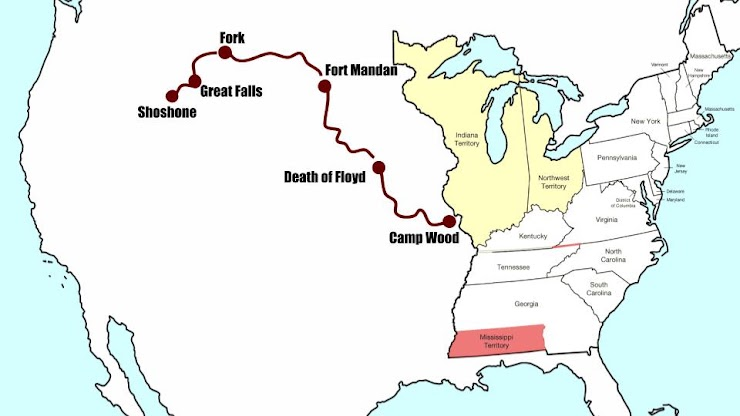 Fork
Fort Mandan
Great Falls
Shoshone
Death of Floyd
Camp Wood
Indiana
Territory
Northwest
Territory
Massachusetts
Vermont
New
Hampshire
New York
Massachusetts
Rhode
Island
Connecticut
Pennsylvania
New
Jersey
Delaware
Maryland
District
of Columbia
Virginia
Kentucky
North
Carolina
Tennessee
South
Carolina
Georgia
Mississippi
Territory